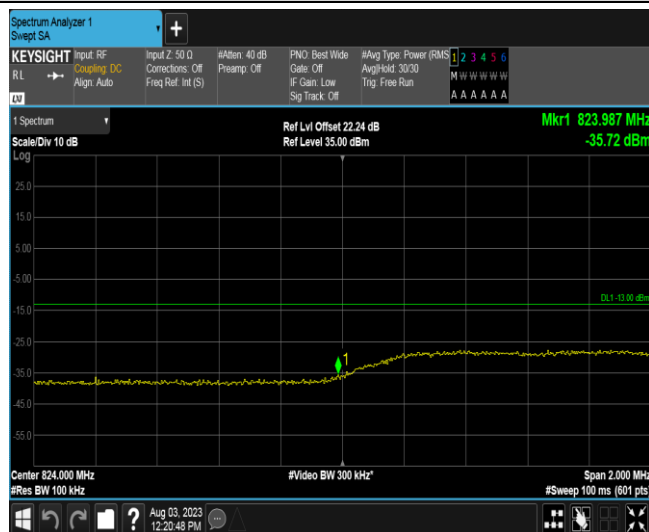 Spectrum Analyzer 1
Swept SA
+
KEYSIGHT
RL
LXI
Input: RF
Coupling: DC
Align: Auto
Input Z: 50 Ω
Corrections: Off
Freq Ref: Int (S)
#Atten: 40 dB
Preamp: Off
PNO: Best Wide
Gate: Off
IF Gain: Low
Sig Track: Off
#Avg Type: Power (RMS
Avg|Hold: 30/30
Trig: Free Run
1 2 3 4 5 6
M W W W W W
A A A A A A
1 Spectrum
Scale/Div 10 dB
Log
Ref Lvl Offset 22.24 dB
Ref Level 35.00 dBm
Mkr1 823.987 MHz
-35.72 dBm
25.0
15.0
5.00
-5.00
DL1 -13.00 dBm
-15.0
-25.0
1
-35.0
-45.0
-55.0
Center 824.000 MHz
#Res BW 100 kHz
#Video BW 300 kHz*
Span 2.000 MHz
#Sweep 100 ms (601 pts)
?
Aug 03, 2023
12:20:48 PM